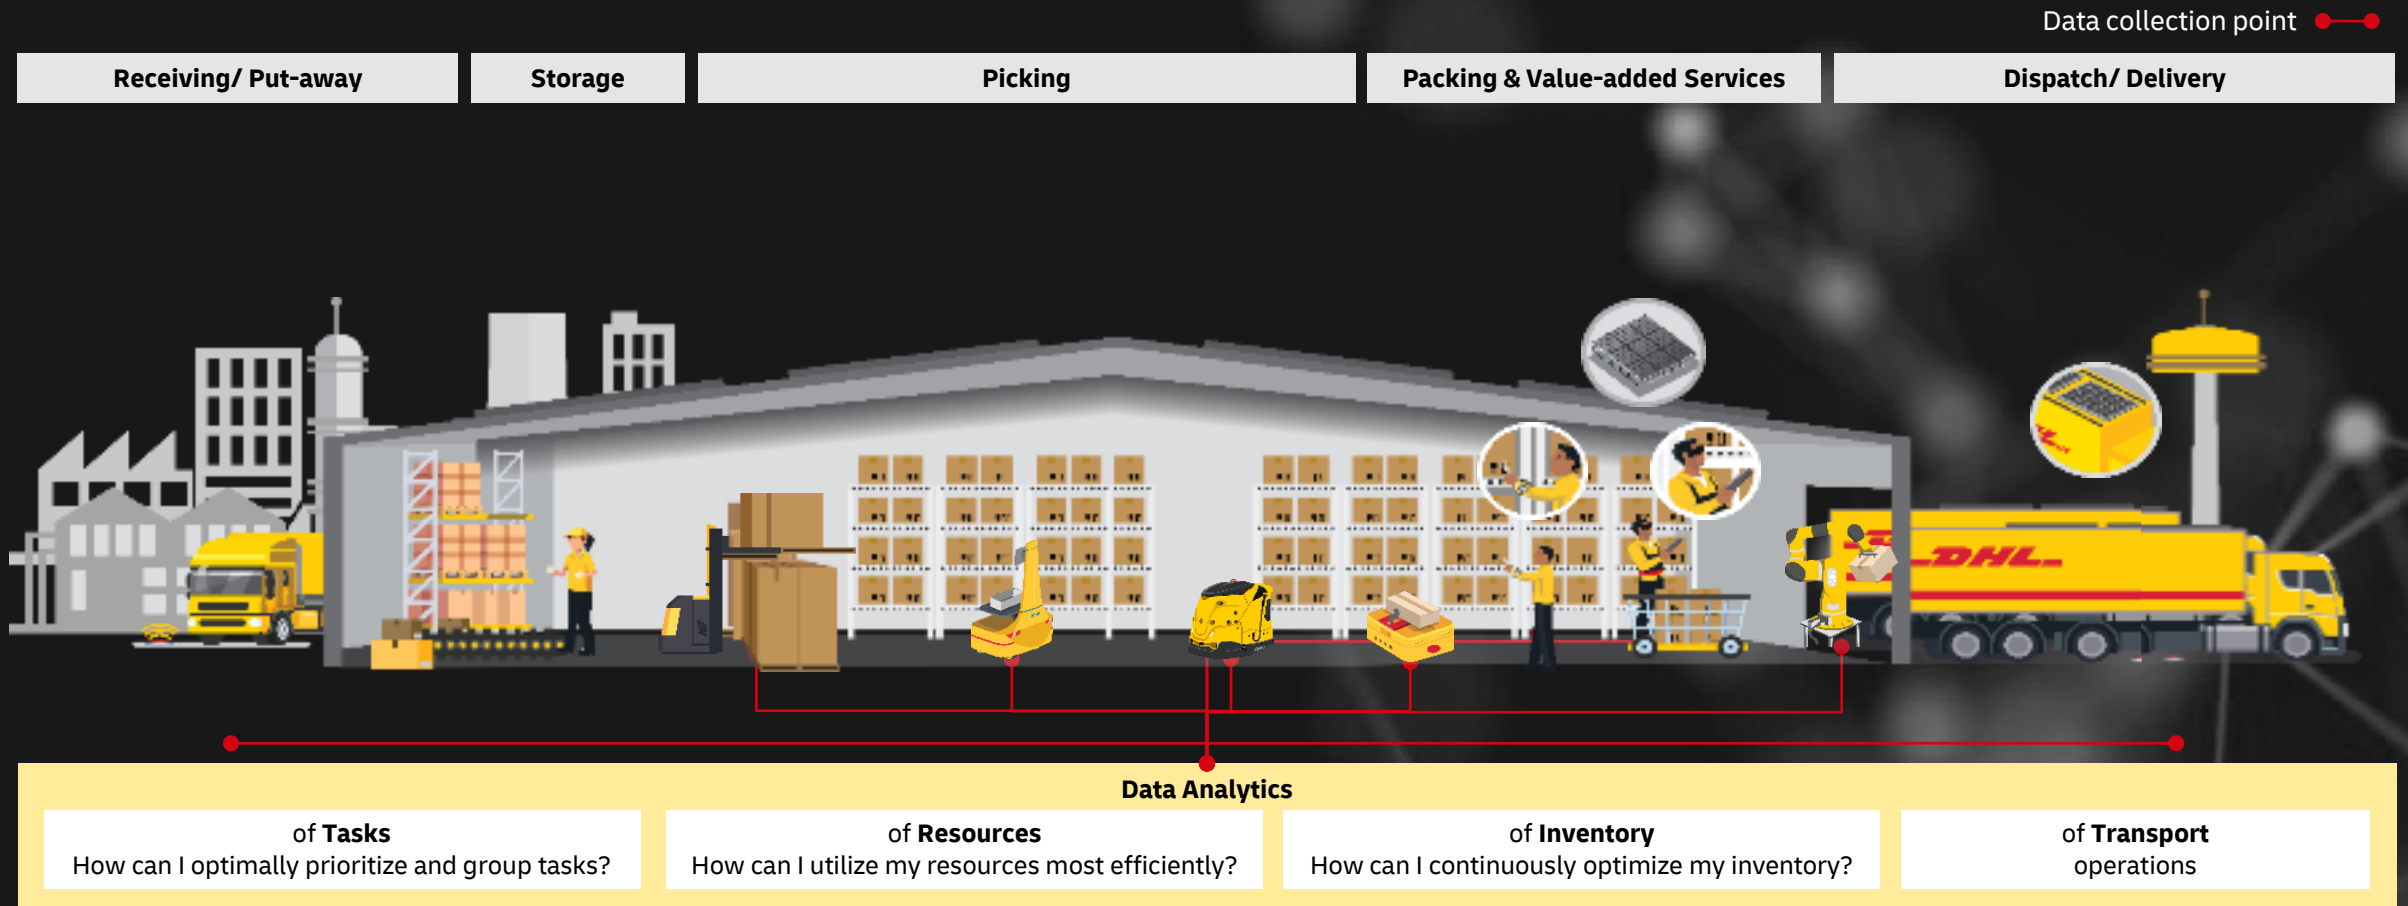 Data collection point
Receiving/ Put-away
Storage
Picking
Packing & Value-added Services
Dispatch/ Delivery
DHL
Data Analytics
of Tasks
How can I optimally prioritize and group tasks?
of Resources
How can I utilize my resources most efficiently?
of Inventory
How can I continuously optimize my inventory?
of Transport
operations